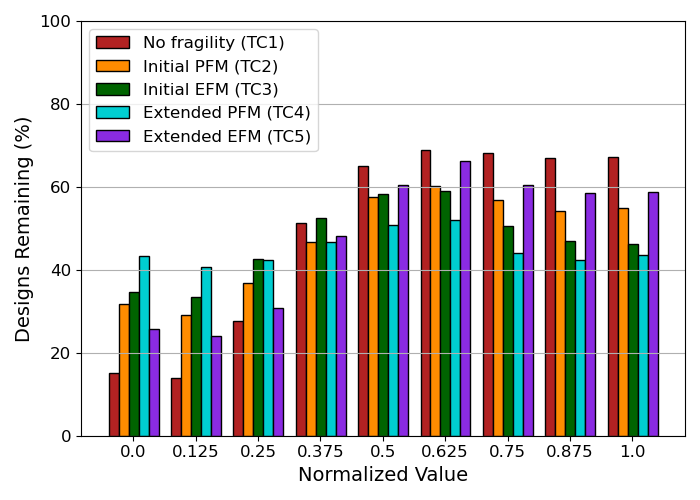 100
80
60
40
20
0
Designs Remaining (%)
No fragility (TC1)
Initial PFM (TC2)
Initial EFM (TC3)
Extended PFM (TC4)
Extended EFM (TC5)
0.0 0.125 0.25 0.375 0.5 0.625 0.75 0.875 1.0
Normalized Value